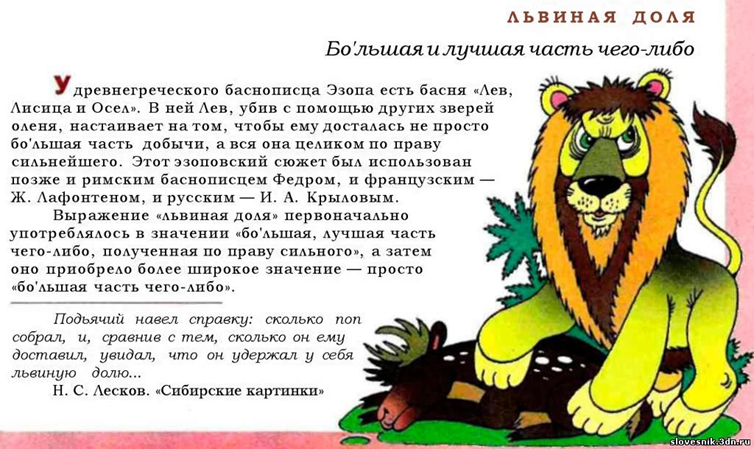 ЛЬВИНАЯ ДОЛЯ
Бо'льшая и лучшая часть чего-либо
У древнегреческого баснописца Эзопа есть басня «Лев,
Лисица и Осел». В ней Лев, убив с помощью других зверей
оленя, настаивает на том, чтобы ему досталась не просто
бо'льшая часть добычи, а вся она целиком по праву
сильнейшего. Этот эзоповский сюжет был использован
позже и римским баснописцем Федром, и французским —
Ж. Лафонтеном, и русским — И. А. Крыловым.
Выражение «львиная доля» первоначально
употреблялось в значении «бо'льшая, лучшая часть
чего-либо, полученная по праву сильного», а затем
оно приобрело более широкое значение — просто
«бо'льшая часть чего-либо».
Подьячий навел справку: сколько поп
собрал, и, сравнив с тем, сколько он ему
доставил, увидал, что он удержал у себя
львиную долю...
Н. С. Лесков. «Сибирские картинки»
slovesnik.3dn.ru